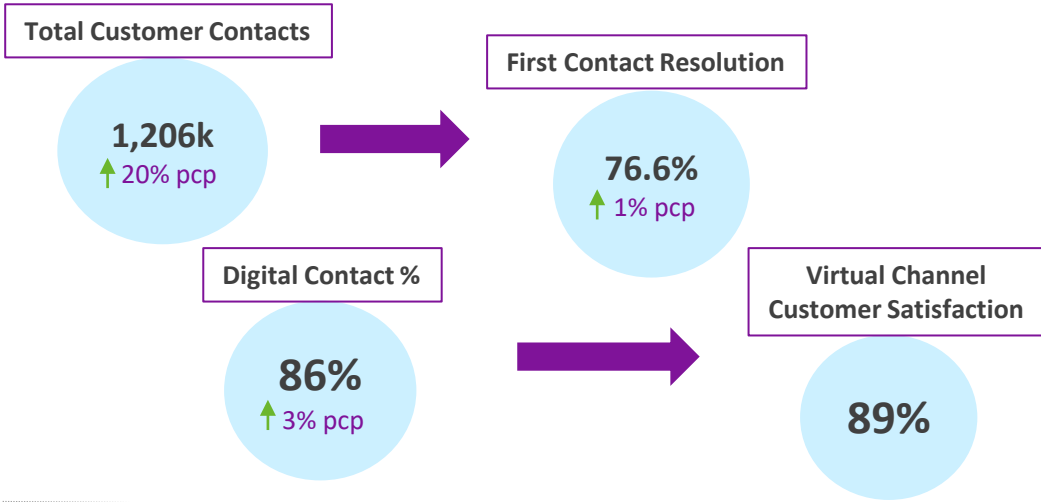 Total Customer Contacts
1,206k
20% pcp
First Contact Resolution
76.6%
1% pcp
Digital Contact %
86%
3% pcp
Virtual Channel
Customer Satisfaction
89%